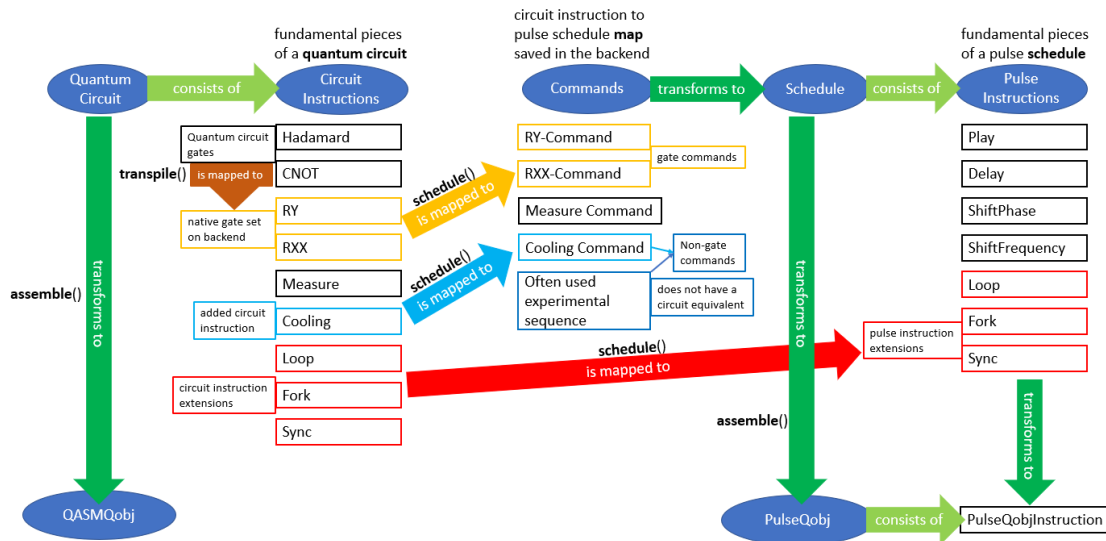 fundamental pieces
of a quantum circuit
circuit instruction to
pulse schedule map
saved in the backend
fundamental pieces
of a pulse schedule
Quantum
Circuit
consists of
Circuit
Instructions
Commands
transforms to
Schedule
consists of
Pulse
Instructions
Quantum circuit
gates
transpile()
is mapped to
native gate set
on backend
Hadamard
CNOT
RY
RXX
Measure
added circuit
instruction
Cooling
Loop
circuit instruction
extensions
Fork
Sync
schedule()
is mapped to
schedule()
is mapped to
schedule()
is mapped to
RY-Command
RXX-Command
gate commands
Measure Command
Cooling Command
Non-gate
commands
Often used
experimental
sequence
does not have a
circuit equivalent
Play
Delay
ShiftPhase
ShiftFrequency
Loop
Fork
Sync
pulse instruction
extensions
assemble()
transforms to
assemble()
transforms to
transforms to
QASMQobj
PulseQobj
consists of
PulseQobjInstruction